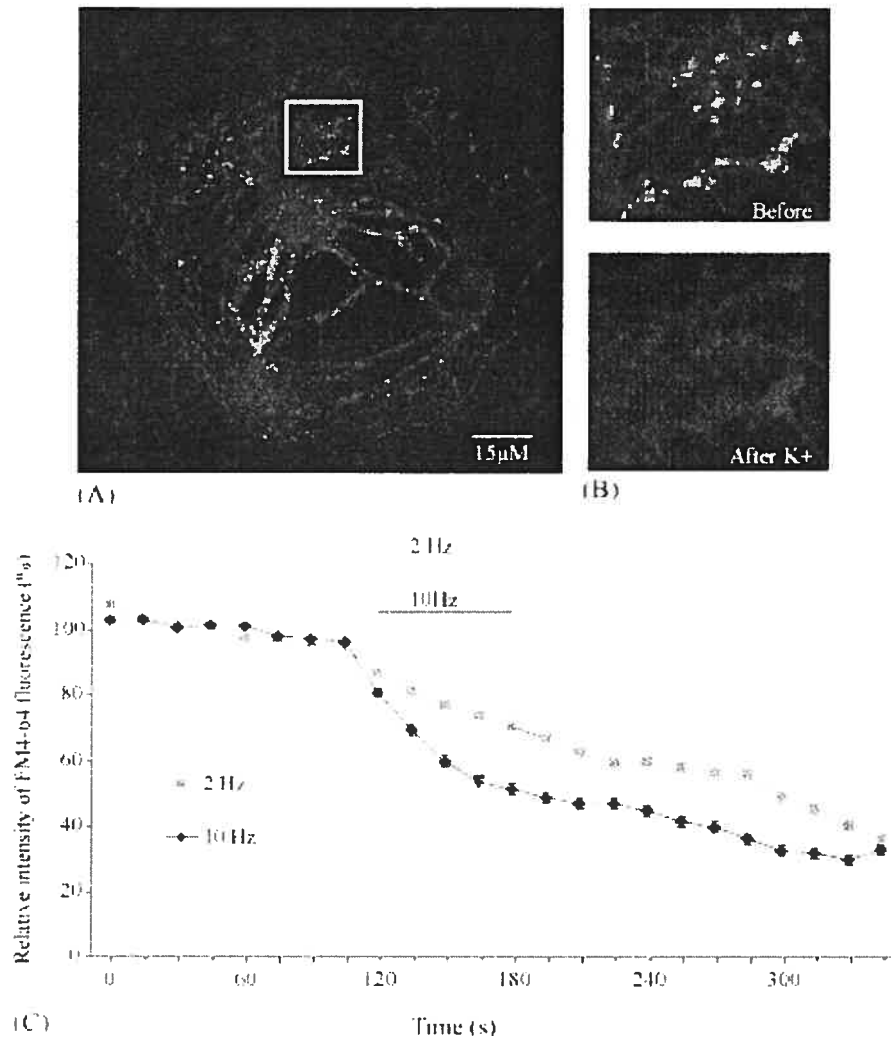 15µM
(A)
Before
After K+
(B)
Relative intensity of FM4-64 fluorescence (%)
120
100
80
60
40
20
0
2 Hz
10Hz
2 Hz
10 Hz
0
60
120
180
240
300
Time (s)
(C)